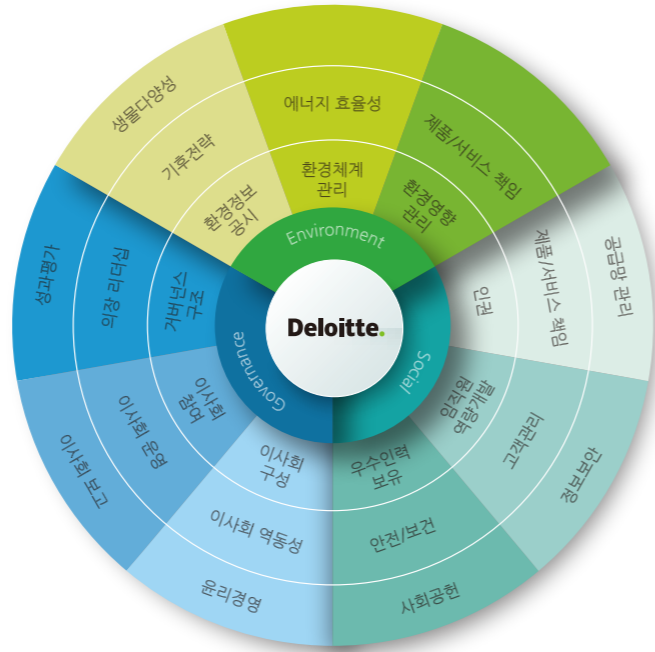 생물다양성
기후전략
환경정보
공시
에너지 효율성
환경체계
관리
제품/서비스 책임
환경영향
관리
Environment
Deloitte.
Social
인권
제품/서비스 책임
공급망 관리
임직원
역량개발
고객관리
정보보안
우수인력
보유
안전/보건
사회공헌
Governance
이사회
구성
이사회 역동성
윤리경영
이사회
참여
이사회 운영
이사회 보고
거버넌스
구조
의장 리더십
성과평가